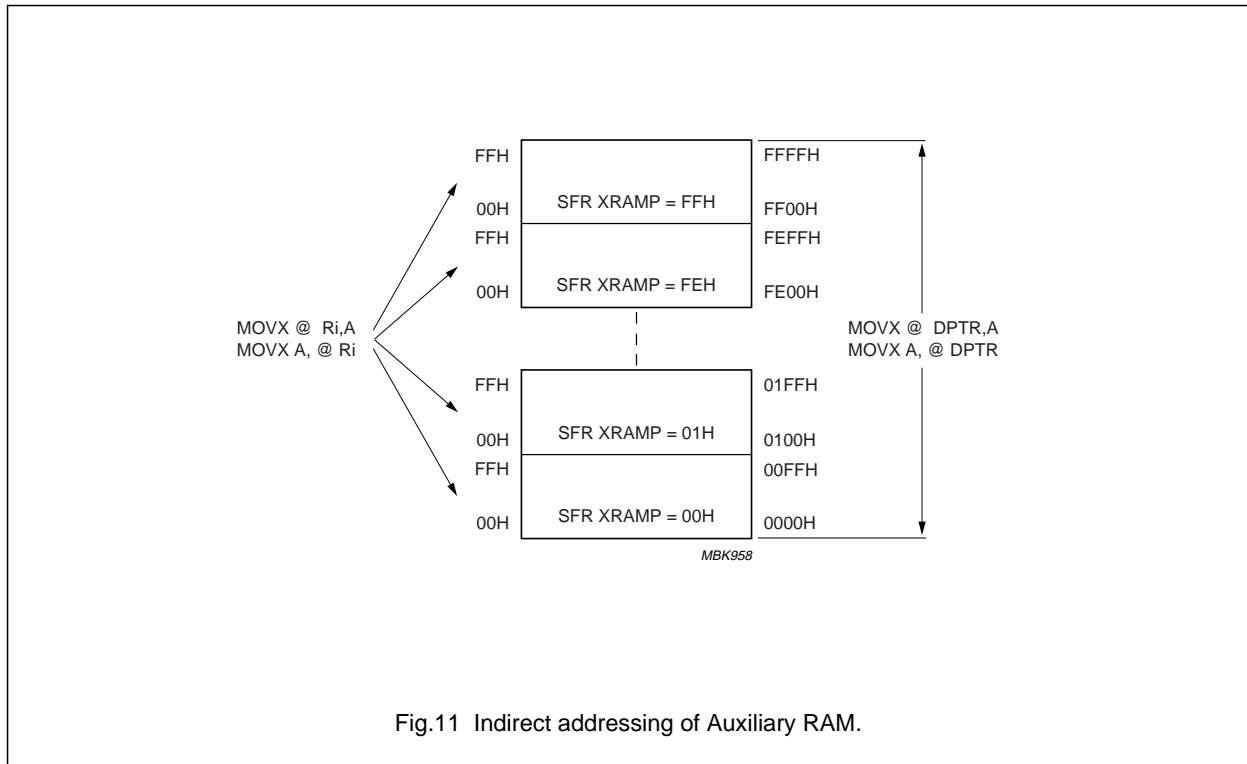 FFH
FFFFH
SFR XRAMP = FFH
00H
FF00H
FFH
FEFFH
SFR XRAMP = FEH
00H
FE00H
MOVX @ Ri,A
MOVX A, @ Ri
MOVX @ DPTR,A
MOVX A, @ DPTR
FFH
01FFH
SFR XRAMP = 01H
00H
0100H
FFH
00FFH
SFR XRAMP = 00H
00H
0000H
MBK958
Fig.11 Indirect addressing of Auxiliary RAM.